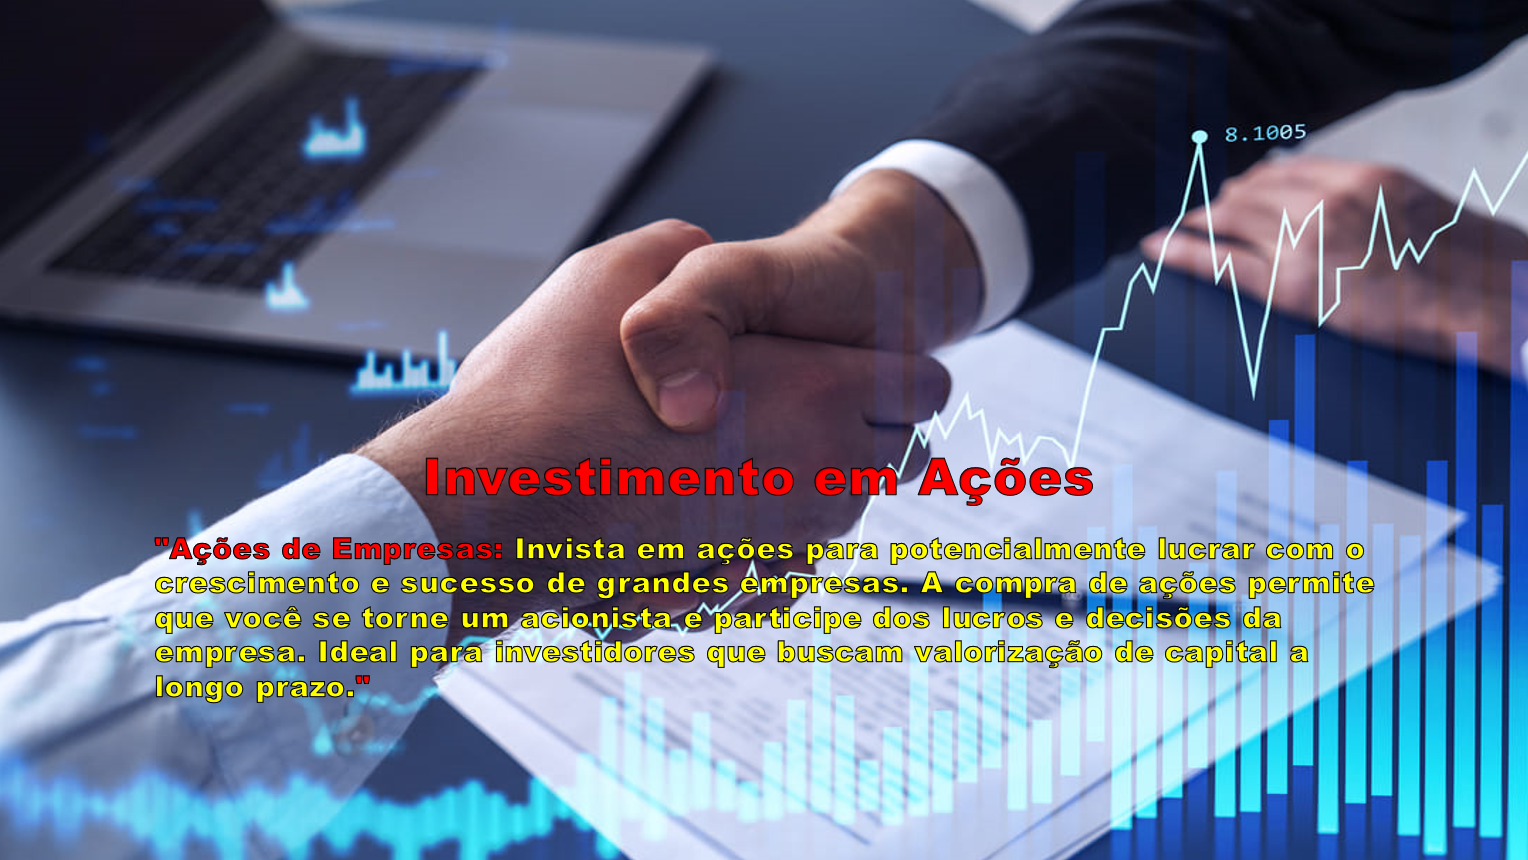 8.1005
Investimento em Ações
"Ações de Empresas: Invista em ações para potencialmente lucrar com o
crescimento e sucesso de grandes empresas. A compra de ações permite
que você se torne um acionista e participe dos lucros e decisões da
empresa. Ideal para investidores que buscam valorização de capital a
longo prazo."